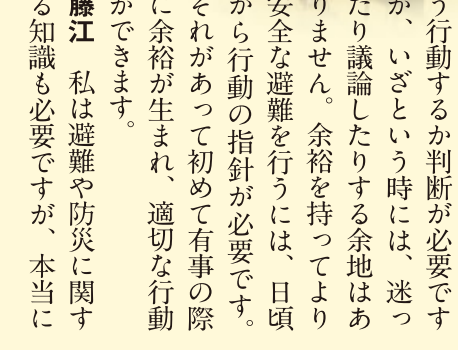 う行動するか判断が必要です
が、いざという時には、迷っ
たり議論したりする余地はあ
りません。余裕を持ってより
安全な避難を行うには、日頃
から行動の指針が必要です。
それがあって初めて有事の際
に余裕が生まれ、適切な行動
ができます。
藤江　私は避難や防災に関す
る知識も必要ですが、本当に